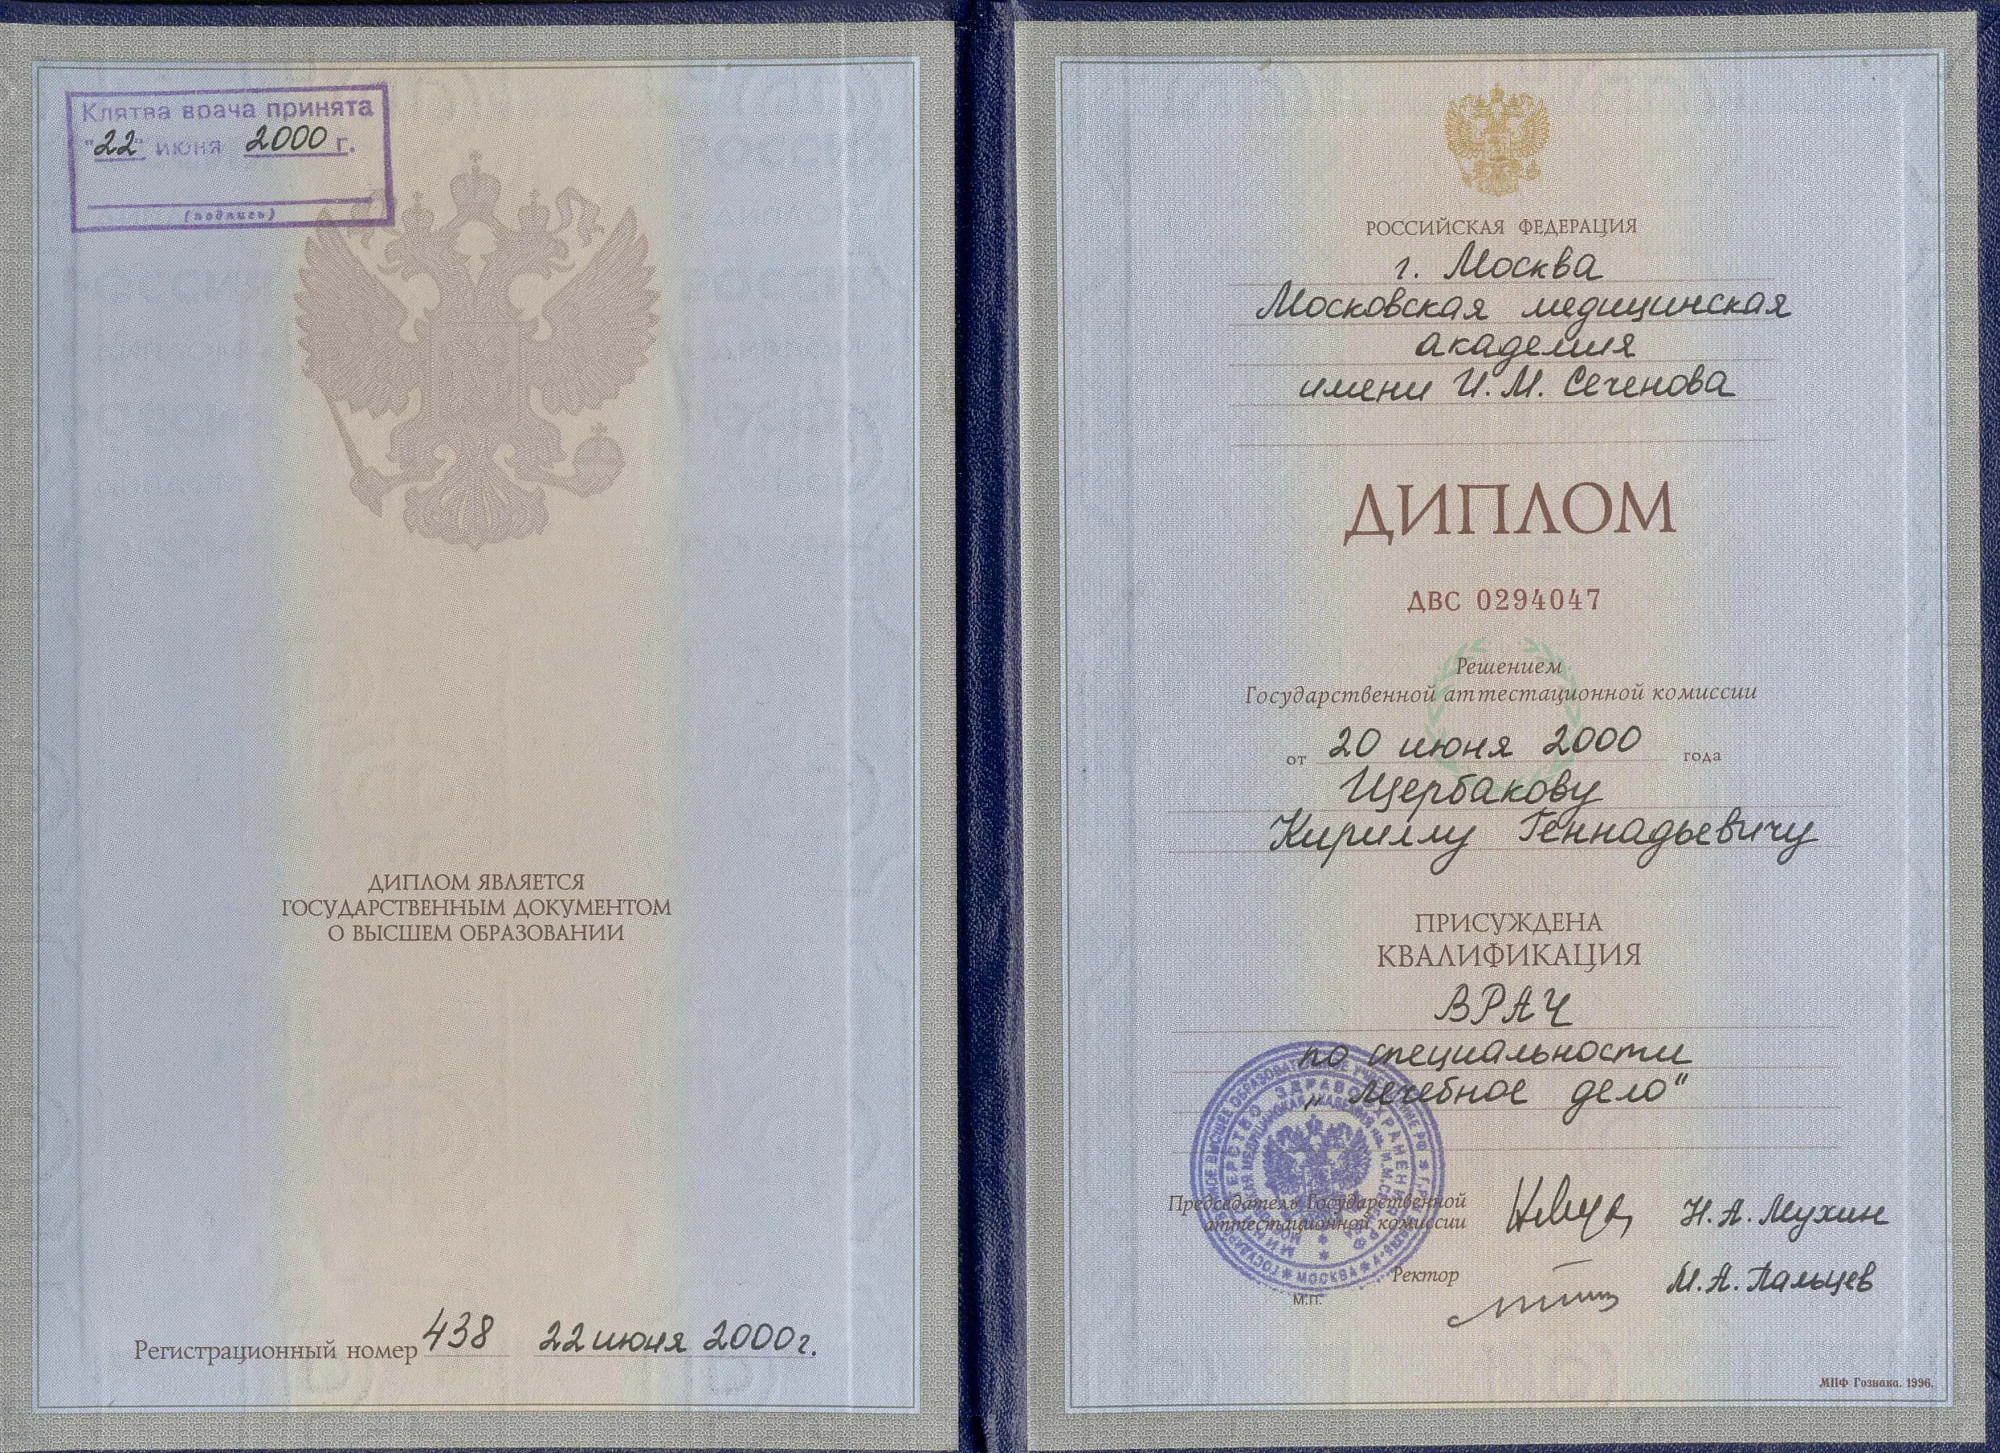 Клятва врача принята
"22" июня 2000 г.
(подпись)
ДИПЛОМ ЯВЛЯЕТСЯ
ГОСУДАРСТВЕННЫМ ДОКУМЕНТОМ
О ВЫСШЕМ ОБРАЗОВАНИИ
Регистрационный номер 438 22 июня 2000г.
РОССИЙСКАЯ ФЕДЕРАЦИЯ
г. Москва
Московская медицинская
академия
имени И.М. Сеченова
ДИПЛОМ
ДВС 0294047
Решением
Государственной аттестационной комиссии
от 20 июня 2000 года
Щербакову
Кириллу Геннадьевичу
ПРИСУЖДЕНА
КВАЛИФИКАЦИЯ
ВРАЧ
по специальности
„лечебное дело"
Председатель Государственной
аттестационной комиссии
Н.А. Мухин
Ректор
М.А. Пальцев
М.П.
МОСКВА
МПФ Гознака. 1996.